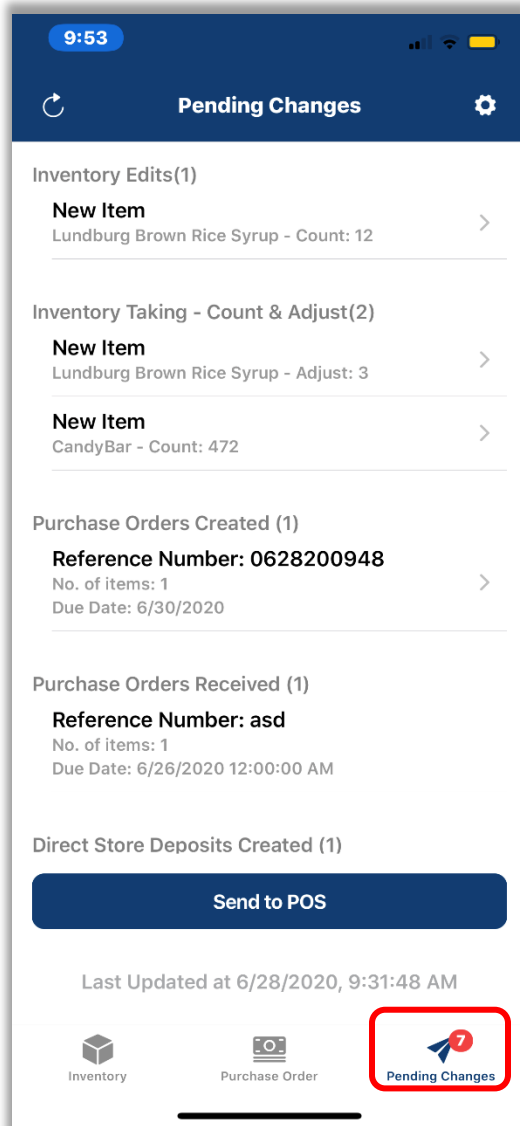 9:53
Pending Changes
Inventory Edits(1)
New Item
Lundburg Brown Rice Syrup - Count: 12
Inventory Taking - Count & Adjust(2)
New Item
Lundburg Brown Rice Syrup - Adjust: 3
New Item
CandyBar - Count: 472
Purchase Orders Created (1)
Reference Number: 0628200948
No. of items: 1
Due Date: 6/30/2020
Purchase Orders Received (1)
Reference Number: asd
No. of items: 1
Due Date: 6/26/2020 12:00:00 AM
Direct Store Deposits Created (1)
Send to POS
Last Updated at 6/28/2020, 9:31:48 AM
7
Inventory
Purchase Order
Pending Changes